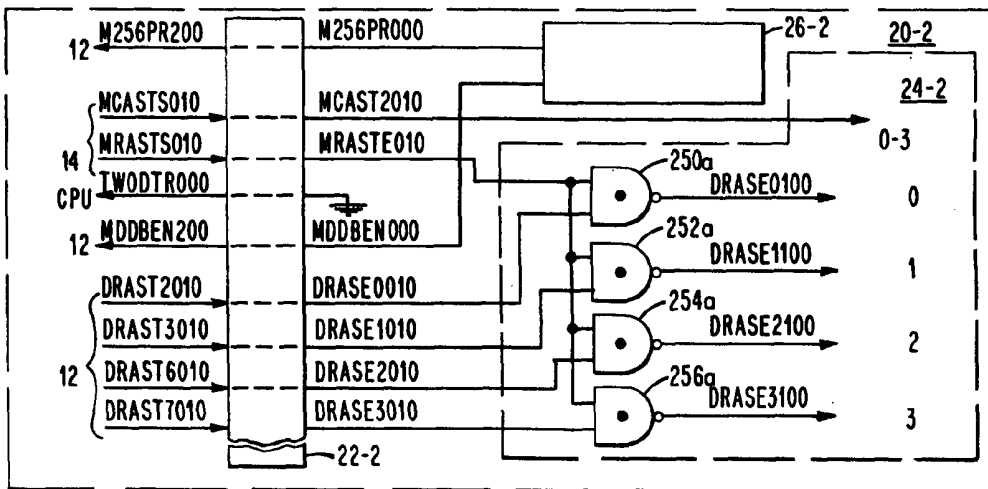 M256PR200 M256PR000 26-2 20-2
12
24-2
MCASTS010 MCAST2010
0-3
MRASTS010 MRASTE010
14 250a
TWODTR000 DRASE0100
CPU 0
252a
MDDBEN200 MDDBEN000
12 DRASE1100
1
DRAST2010 DRASE0010
254a
DRAST3010 DRASE1010 DRASE2100
2
12
DRAST6010 DRASE2010 256a
DRASE3100
DRAST7010 DRASE3010 3
22-2